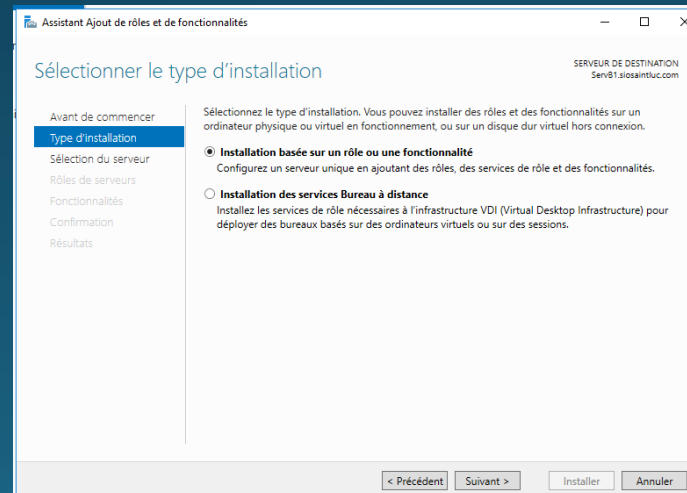 Assistant Ajout de rôles et de fonctionnalités
Sélectionner le type d'installation
SERVEUR DE DESTINATION
ServB1.siosaintluc.com
Avant de commencer
Type d'installation
Sélection du serveur
Rôles de serveurs
Fonctionnalités
Confirmation
Résultats
Sélectionnez le type d'installation. Vous pouvez installer des rôles et des fonctionnalités sur un
ordinateur physique ou virtuel en fonctionnement, ou sur un disque dur virtuel hors connexion.
Installation basée sur un rôle ou une fonctionnalité
Configurez un serveur unique en ajoutant des rôles, des services de rôle et des fonctionnalités.
Installation des services Bureau à distance
Installez les services de rôle nécessaires à l'infrastructure VDI (Virtual Desktop Infrastructure) pour
déployer des bureaux basés sur des ordinateurs virtuels ou sur des sessions.
< Précédent Suivant > Installer Annuler